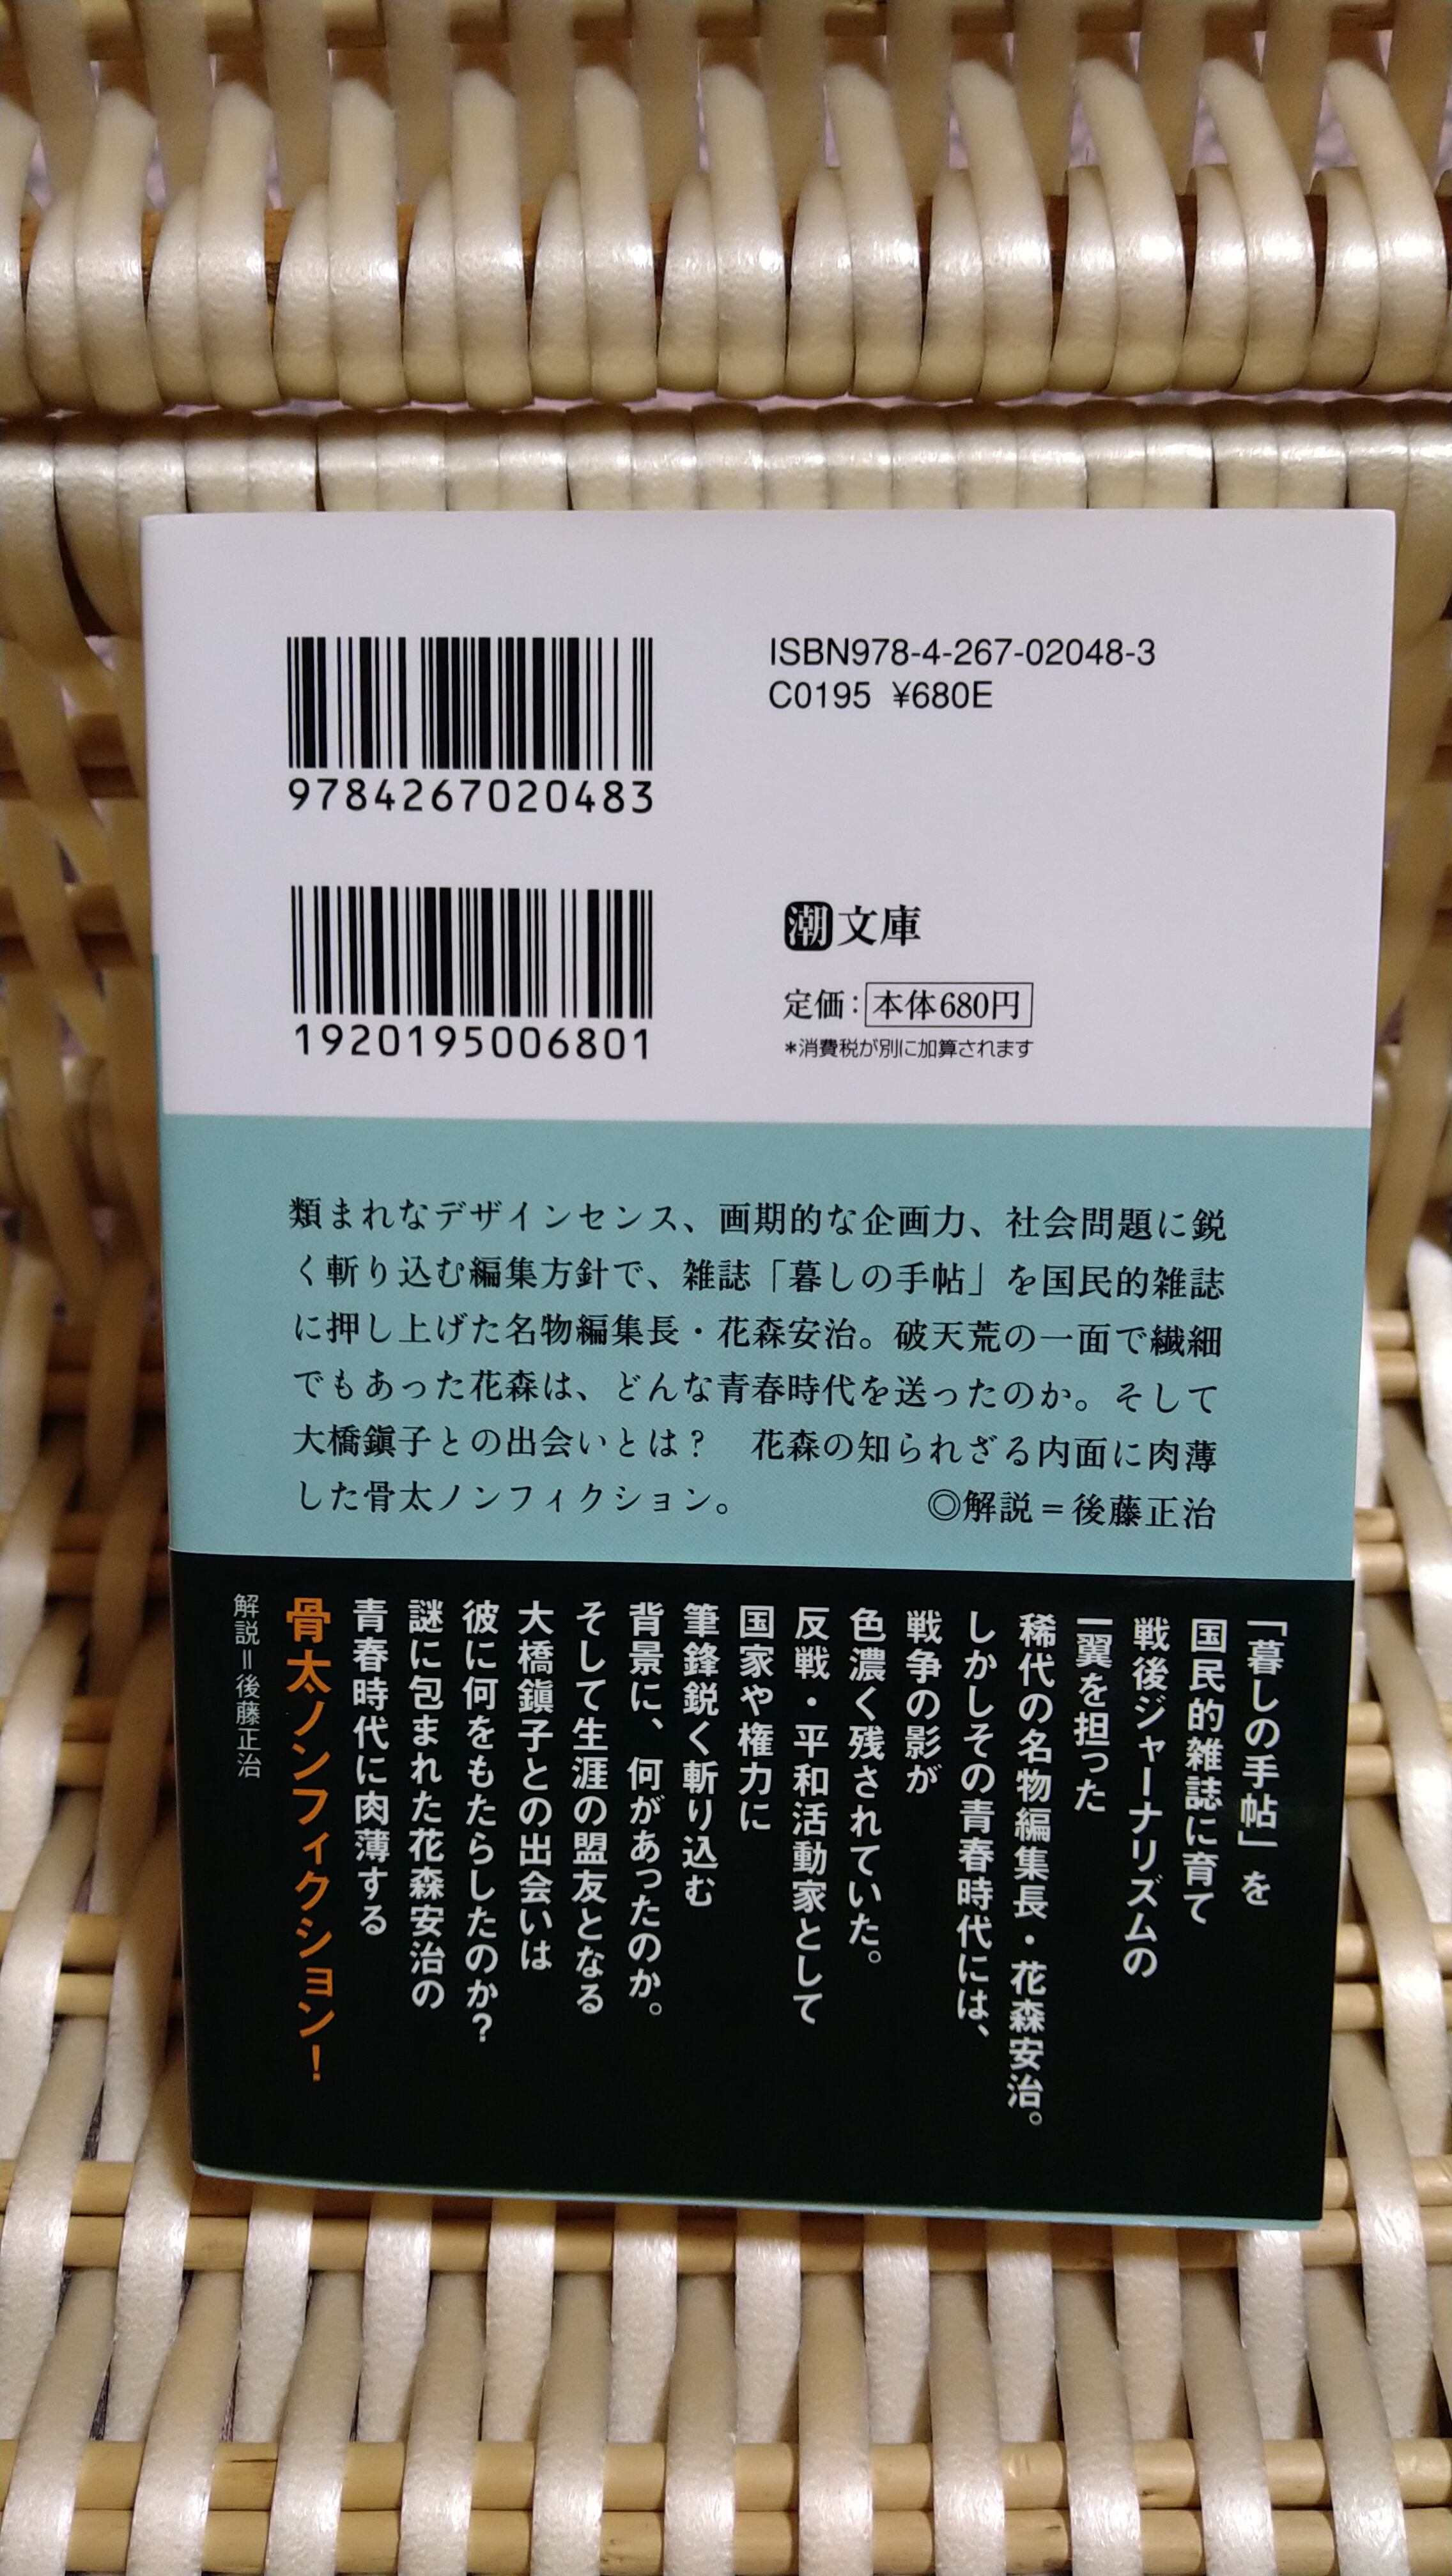 ISBN978-4-267-02048-3
C0195 ¥680E
9784267020483
1920195006801
潮文庫
定価：本体680円
*消費税が別に加算されます
類まれなデザインセンス、画期的な企画力、社会問題に鋭
く斬り込む編集方針で、雑誌「暮しの手帖」を国民的雑誌
に押し上げた名物編集長・花森安治。破天荒の一面で繊細
でもあった花森は、どんな青春時代を送ったのか。そして
大橋鎭子との出会いとは？　花森の知られざる内面に肉薄
した骨太ノンフィクション。　◎解説＝後藤正治
「暮しの手帖」を
国民的雑誌に育て
戦後ジャーナリズムの
一翼を担った
稀代の名物編集長・花森安治。
しかしその青春時代には、
戦争の影が
色濃く残されていた。
反戦・平和活動家として
国家や権力に
筆鋒鋭く斬り込む
背景に、何があったのか。
そして生涯の盟友となる
大橋鎭子との出会いは
彼に何をもたらしたのか？
謎に包まれた花森安治の
青春時代に肉薄する
骨太ノンフィクション！
解説＝後藤正治